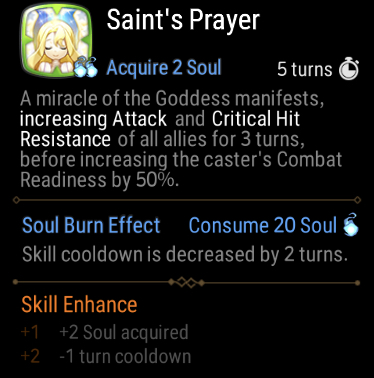 Saint's Prayer
Acquire 2 Soul
5 turns
A miracle of the Goddess manifests,
increasing Attack and Critical Hit
Resistance of all allies for 3 turns,
before increasing the caster's Combat
Readiness by 50%.
Soul Burn Effect
Consume 20 Soul
Skill cooldown is decreased by 2 turns.
Skill Enhance
+1 +2 Soul acquired
+2 -1 turn cooldown